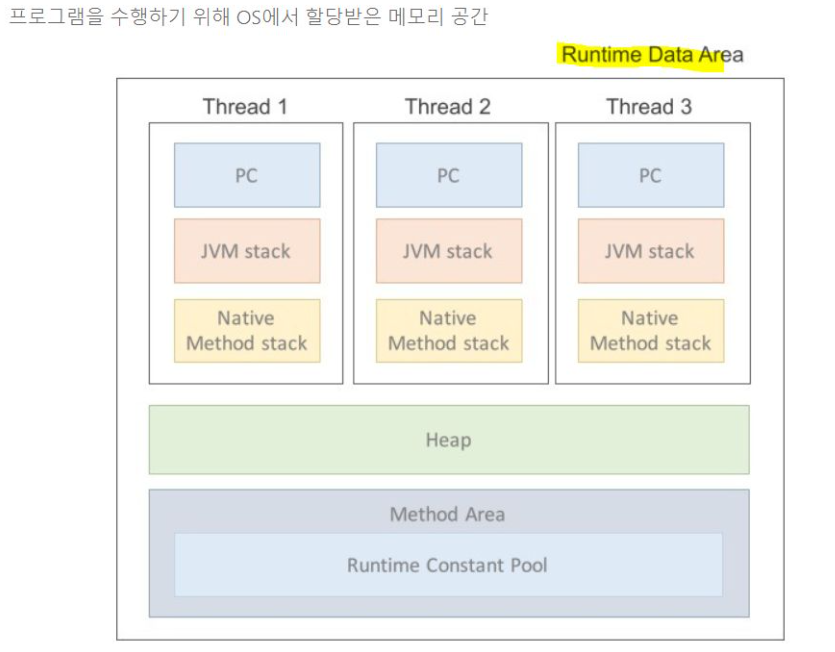 프로그램을 수행하기 위해 OS에서 할당받은 메모리 공간
Runtime Data Area
Thread 1
Thread 2
Thread 3
PC
PC
PC
JVM stack
JVM stack
JVM stack
Native
Method stack
Native
Method stack
Native
Method stack
Heap
Method Area
Runtime Constant Pool